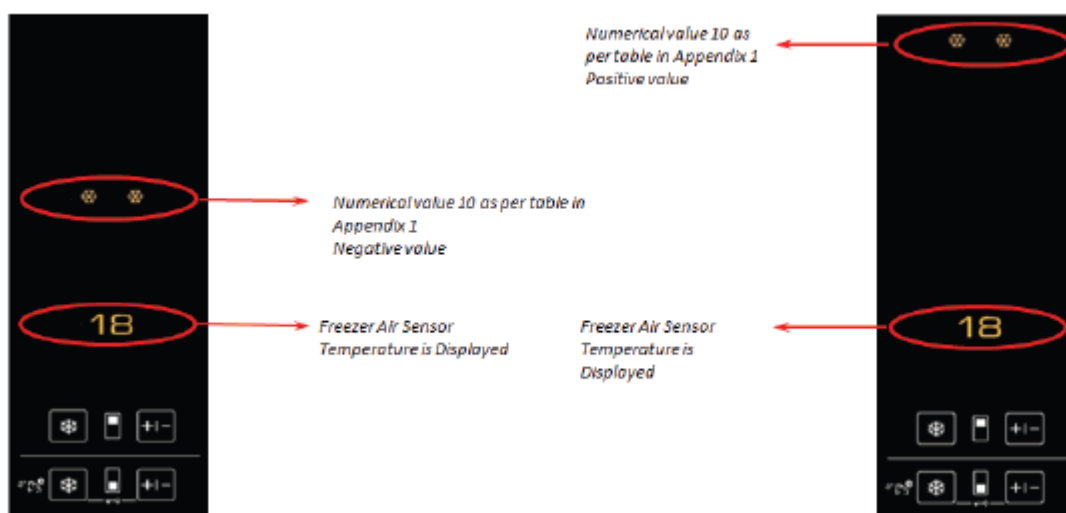 Numerical value 10 as
per table in Appendix 1
Positive value
Numerical value 10 as per table in
Appendix 1
Negative value
18
Freezer Air Sensor
Temperature is Displayed
Freezer Air Sensor
Temperature is
Displayed
18
+|-
+|-
+|-
+|-